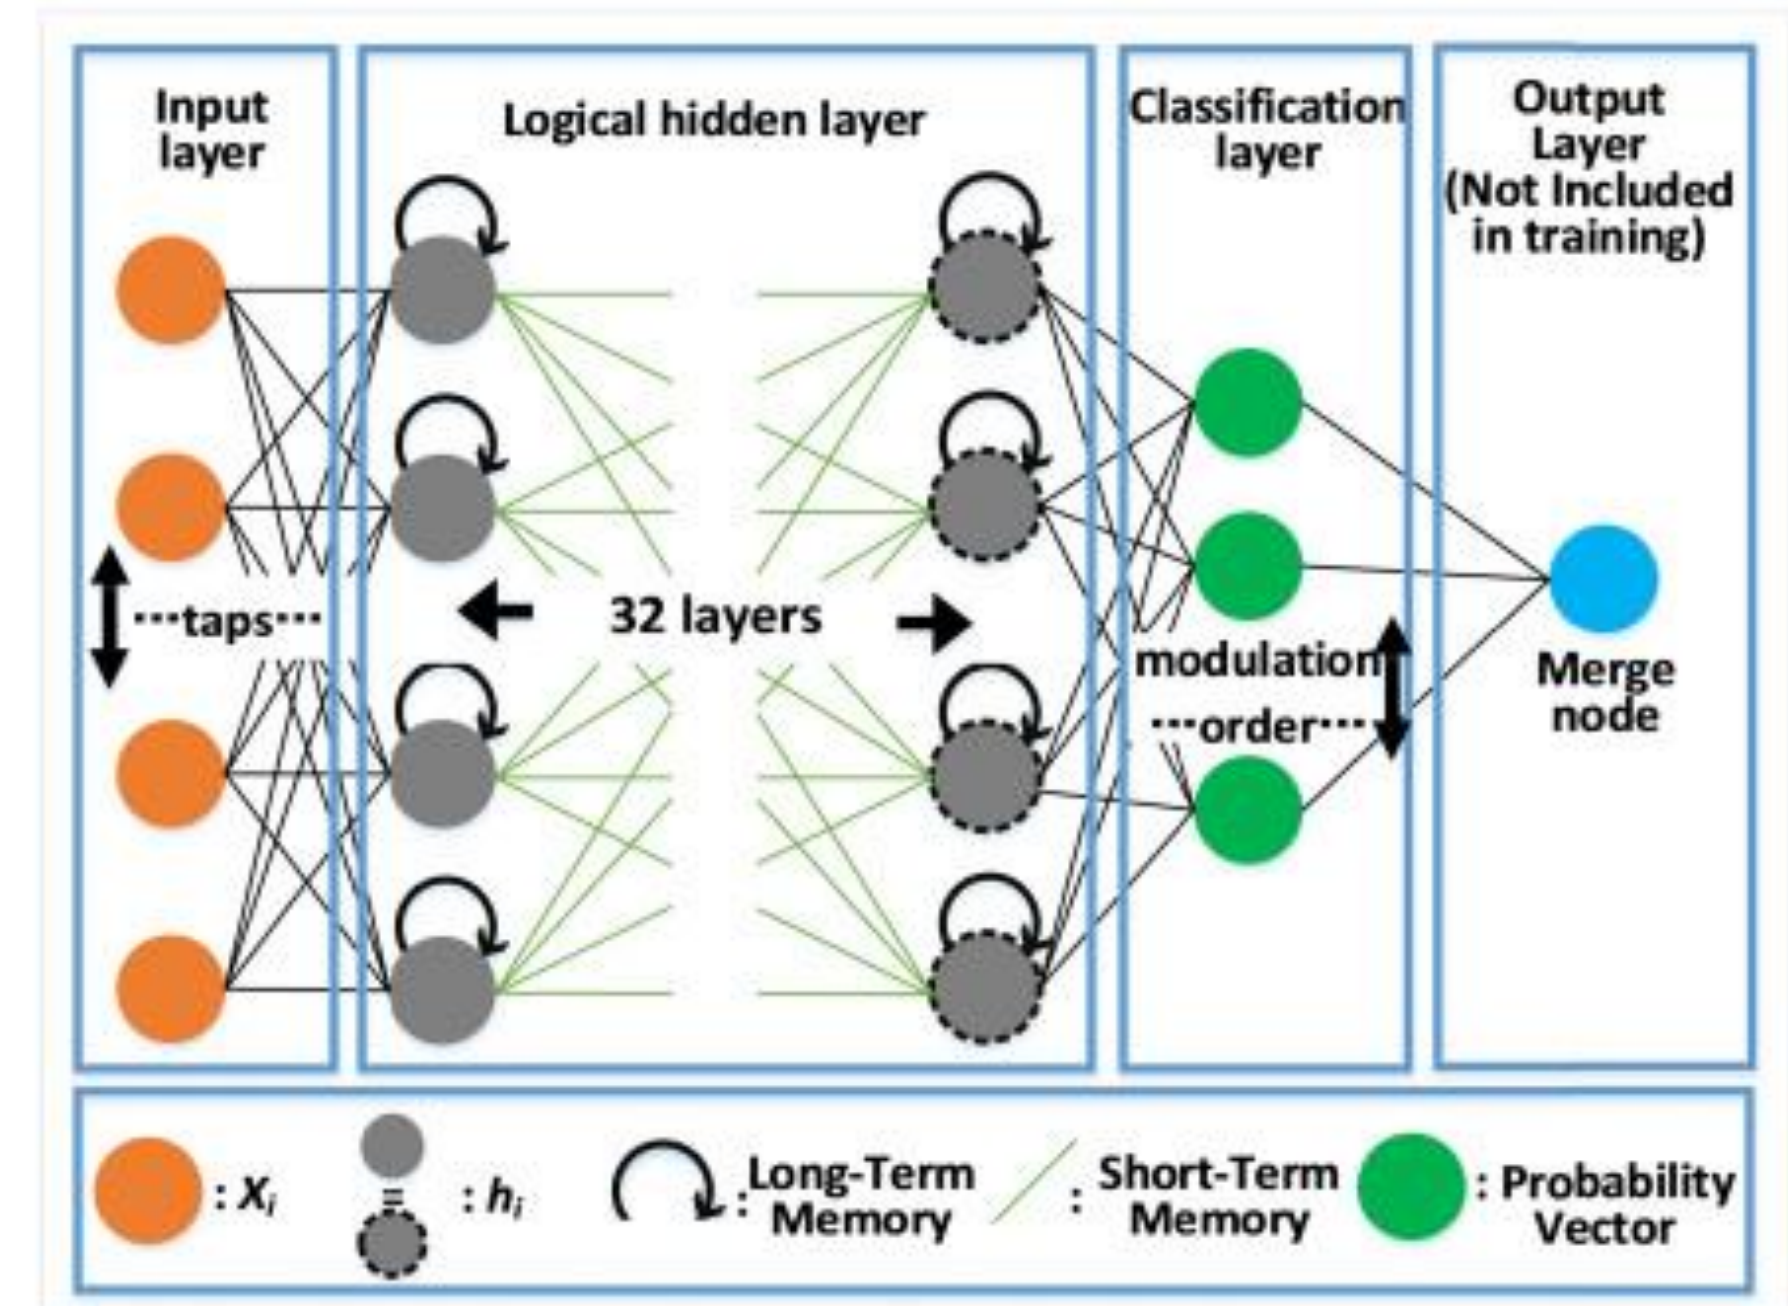 Input
layer
Logical hidden layer
Classification
layer
Output
Layer
(Not Included
in training)
···taps···
32 layers
modulation
···order···
Merge
node
: Xi
=
: hi
: Long-Term
Memory
: Short-Term
Memory
: Probability
Vector